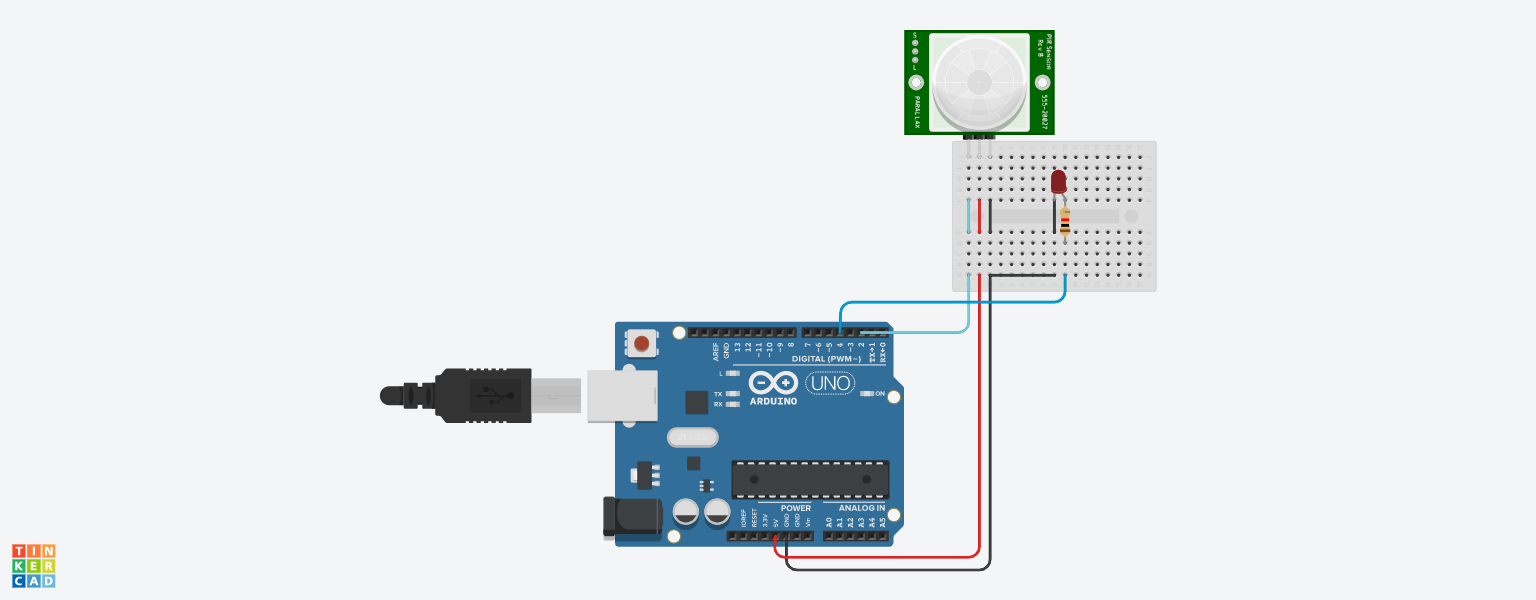 S
L
PARALLAX
PIR Sensor
Rev B
555-28027
AREF
GND
13
12
~11
~10
~9
8
7
~6
~5
4
~3
2
TX→1
RX←0
DIGITAL (PWM~)
L
TX
RX
ON
UNO
ARDUINO
POWER
ANALOG IN
IOREF
RESET
3.3V
5V
GND
GND
Vin
A0
A1
A2
A3
A4
A5
TIN
KER
CAD